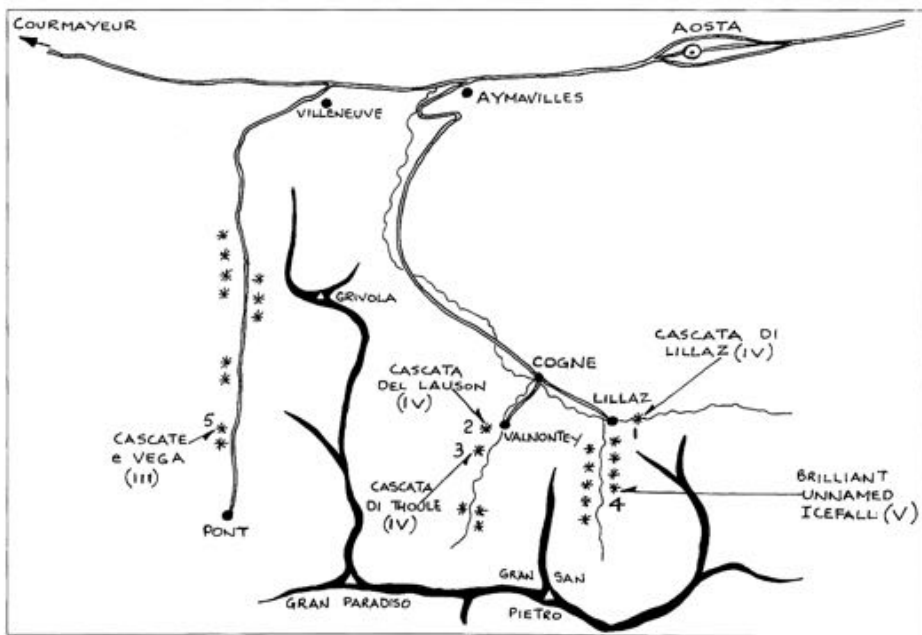 COURMAYEUR
AOSTA
VILLENEUVE
AYMAVILLES
GRIVOLA
CASCATA DI
LILLAZ (IV)
COGNE
CASCATA
DEL LAUSON
(IV)
LILLAZ
2
VALNONTEY
1
5
CASCATE
e VEGA
(III)
3
CASCATA
DI THOULE
(IV)
BRILLIANT
UNNAMED
ICEFALL (V)
4
PONT
GRAN PARADISO
GRAN SAN
PIETRO